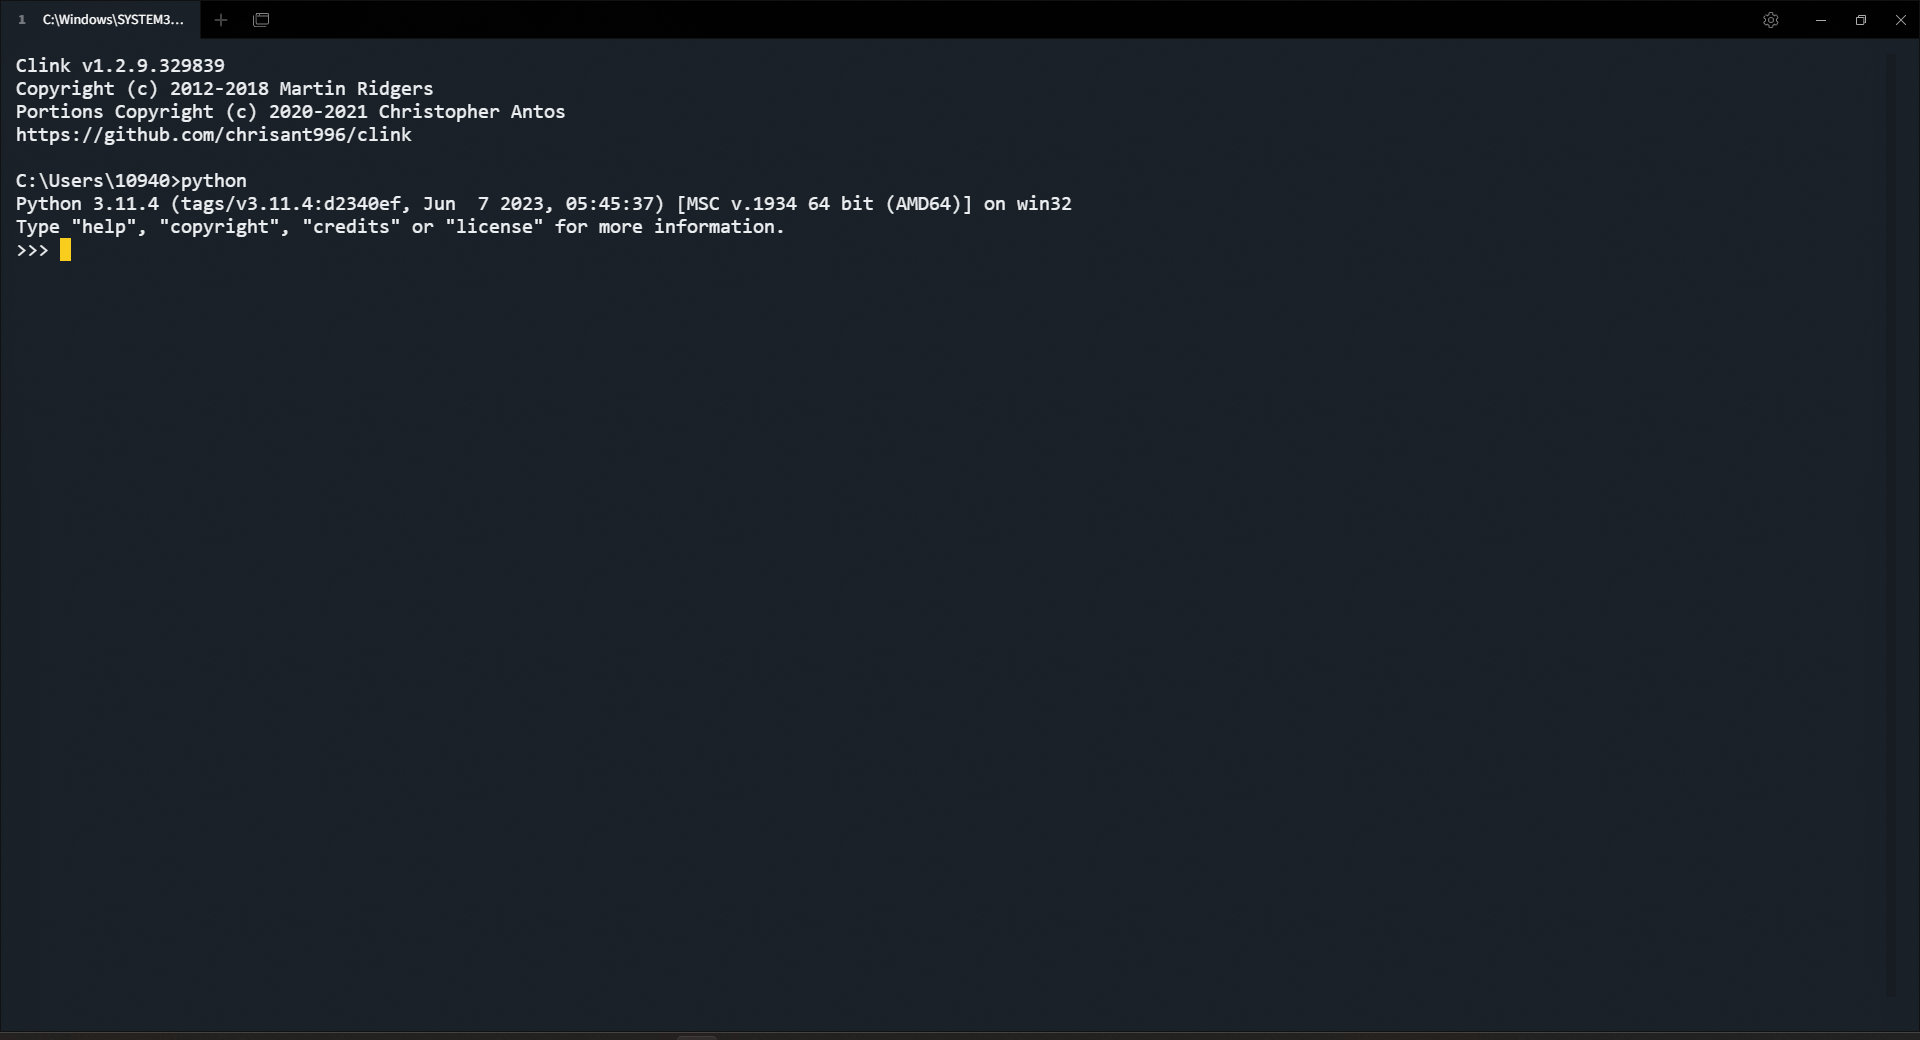 1 C:\Windows\SYSTEM3...
Clink v1.2.9.329839
Copyright (c) 2012-2018 Martin Ridgers
Portions Copyright (c) 2020-2021 Christopher Antos
https://github.com/chrisant996/clink
C:\Users\10940>python
Python 3.11.4 (tags/v3.11.4:d2340ef, Jun  7 2023, 05:45:37) [MSC v.1934 64 bit (AMD64)] on win32
Type "help", "copyright", "credits" or "license" for more information.
>>>